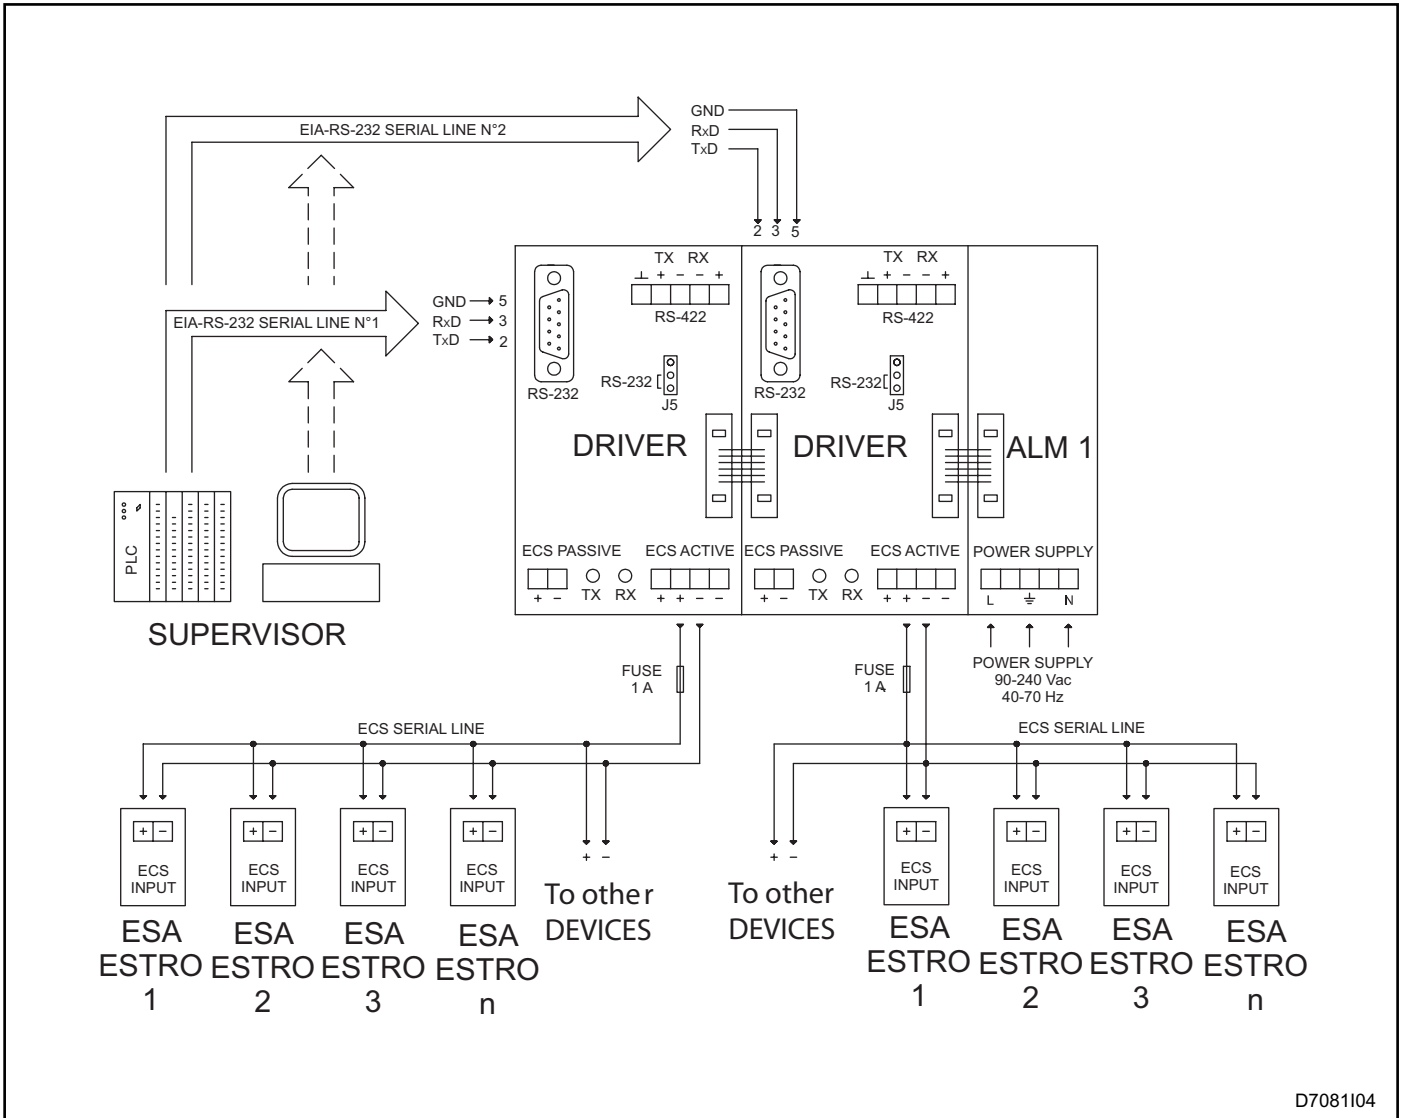 EIA-RS-232 SERIAL LINE N°2
GND
RxD
TxD
2 3 5
EIA-RS-232 SERIAL LINE N°1
GND 5
RxD 3
TxD 2
TX RX
⊥ + − − +
RS-422
RS-232
RS-232
J5
DRIVER
ECS PASSIVE
+ −
TX RX
ECS ACTIVE
+ + − −
TX RX
⊥ + − − +
RS-422
RS-232
RS-232
J5
DRIVER
ECS PASSIVE
+ −
TX RX
ECS ACTIVE
+ + − −
ALM 1
POWER SUPPLY
L ⏚ N
POWER SUPPLY
90-240 Vac
40-70 Hz
PLC
SUPERVISOR
FUSE
1 A
FUSE
1 A
ECS SERIAL LINE
ECS SERIAL LINE
+ −
ECS
INPUT
ESA
ESTRO
1
+ −
ECS
INPUT
ESA
ESTRO
2
+ −
ECS
INPUT
ESA
ESTRO
3
+ −
ECS
INPUT
ESA
ESTRO
n
+ −
To other
DEVICES
+ −
To other
DEVICES
+ −
ECS
INPUT
ESA
ESTRO
1
+ −
ECS
INPUT
ESA
ESTRO
2
+ −
ECS
INPUT
ESA
ESTRO
3
+ −
ECS
INPUT
ESA
ESTRO
n
D7081I04